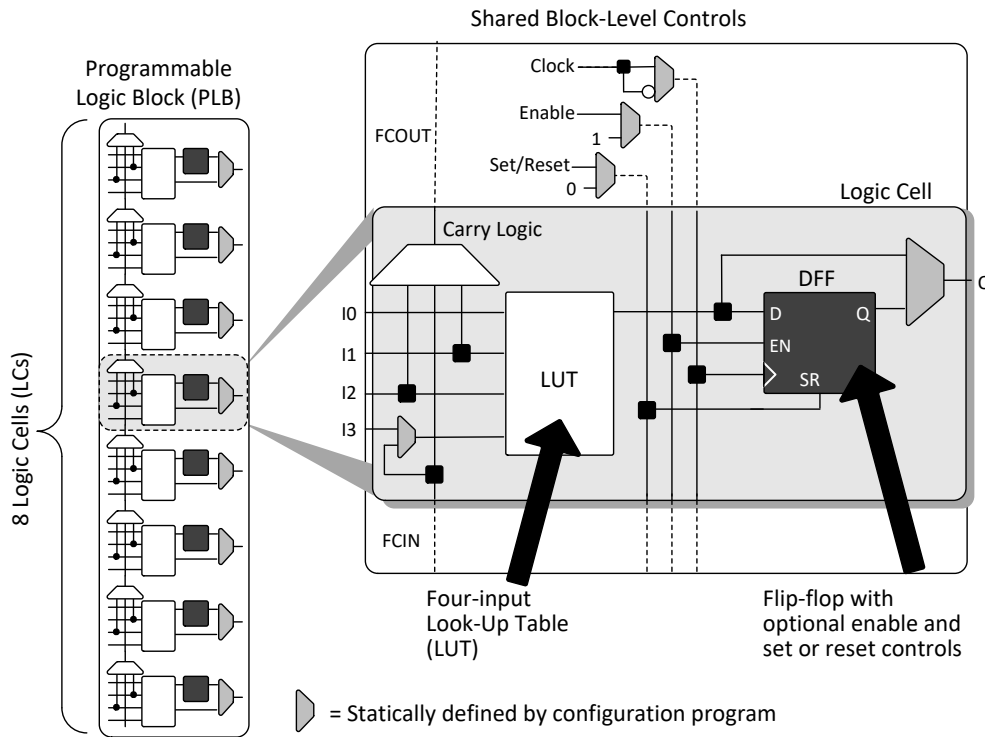 Shared Block-Level Controls
Programmable
Logic Block (PLB)
8 Logic Cells (LCs)
Clock
Enable
1
FCOUT
Set/Reset
0
Logic Cell
Carry Logic
I0
I1
I2
I3
LUT
DFF
D
Q
EN
SR
O
FCIN
Four-input
Look-Up Table
(LUT)
Flip-flop with
optional enable and
set or reset controls
= Statically defined by configuration program